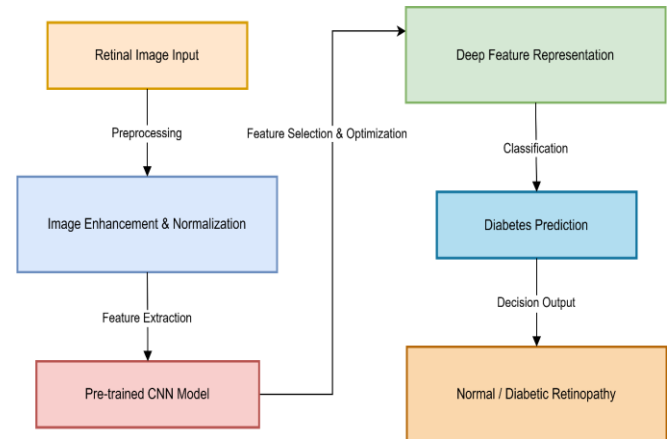 Retinal Image Input
Preprocessing
Image Enhancement & Normalization
Feature Extraction
Pre-trained CNN Model
Feature Selection & Optimization
Deep Feature Representation
Classification
Diabetes Prediction
Decision Output
Normal / Diabetic Retinopathy